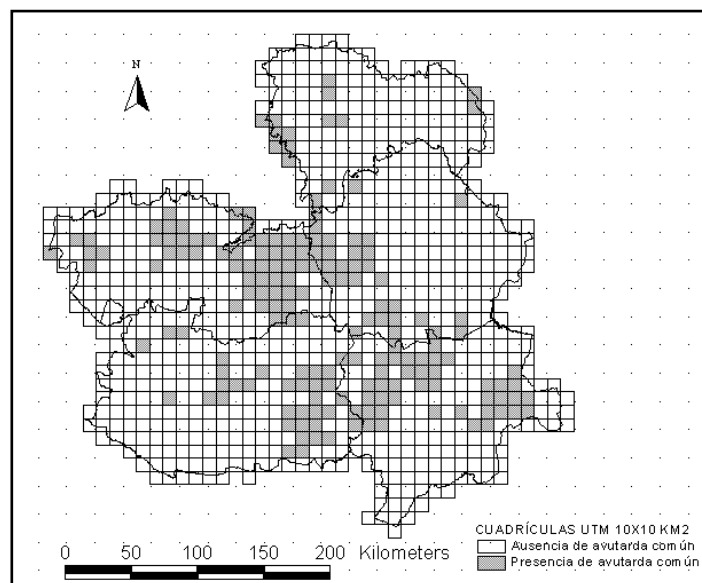 N
CUADRÍCULAS UTM 10X10 KM2
Ausencia de avutarda común
Presencia de avutarda común
0 50 100 150 200 Kilometers